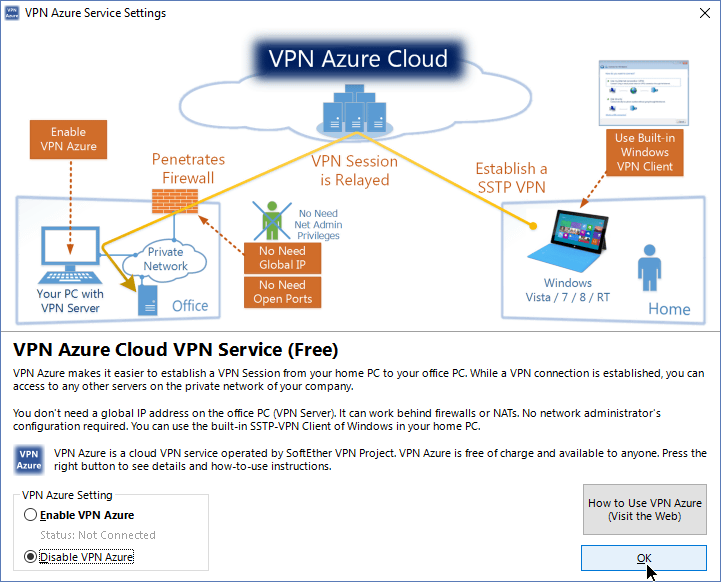 VPN Azure Service Settings
VPN Azure Cloud
Enable
VPN Azure
Penetrates
Firewall
VPN Session
is Relayed
Establish a
SSTP VPN
Use Built-in
Windows
VPN Client
No Need
Net Admin
Privileges
No Need
Global IP
No Need
Open Ports
Private
Network
Your PC with
VPN Server
Office
Windows
Vista / 7 / 8 / RT
Home
VPN Azure Cloud VPN Service (Free)
VPN Azure makes it easier to establish a VPN Session from your home PC to your office PC. While a VPN connection is established, you can
access to any other servers on the private network of your company.
You don't need a global IP address on the office PC (VPN Server). It can work behind firewalls or NATs. No network administrator's
configuration required. You can use the built-in SSTP-VPN Client of Windows in your home PC.
VPN
Azure
VPN Azure is a cloud VPN service operated by SoftEther VPN Project. VPN Azure is free of charge and available to anyone. Press the
right button to see details and how-to-use instructions.
VPN Azure Setting
Enable VPN Azure
Status: Not Connected
Disable VPN Azure
How to Use VPN Azure
(Visit the Web)
OK